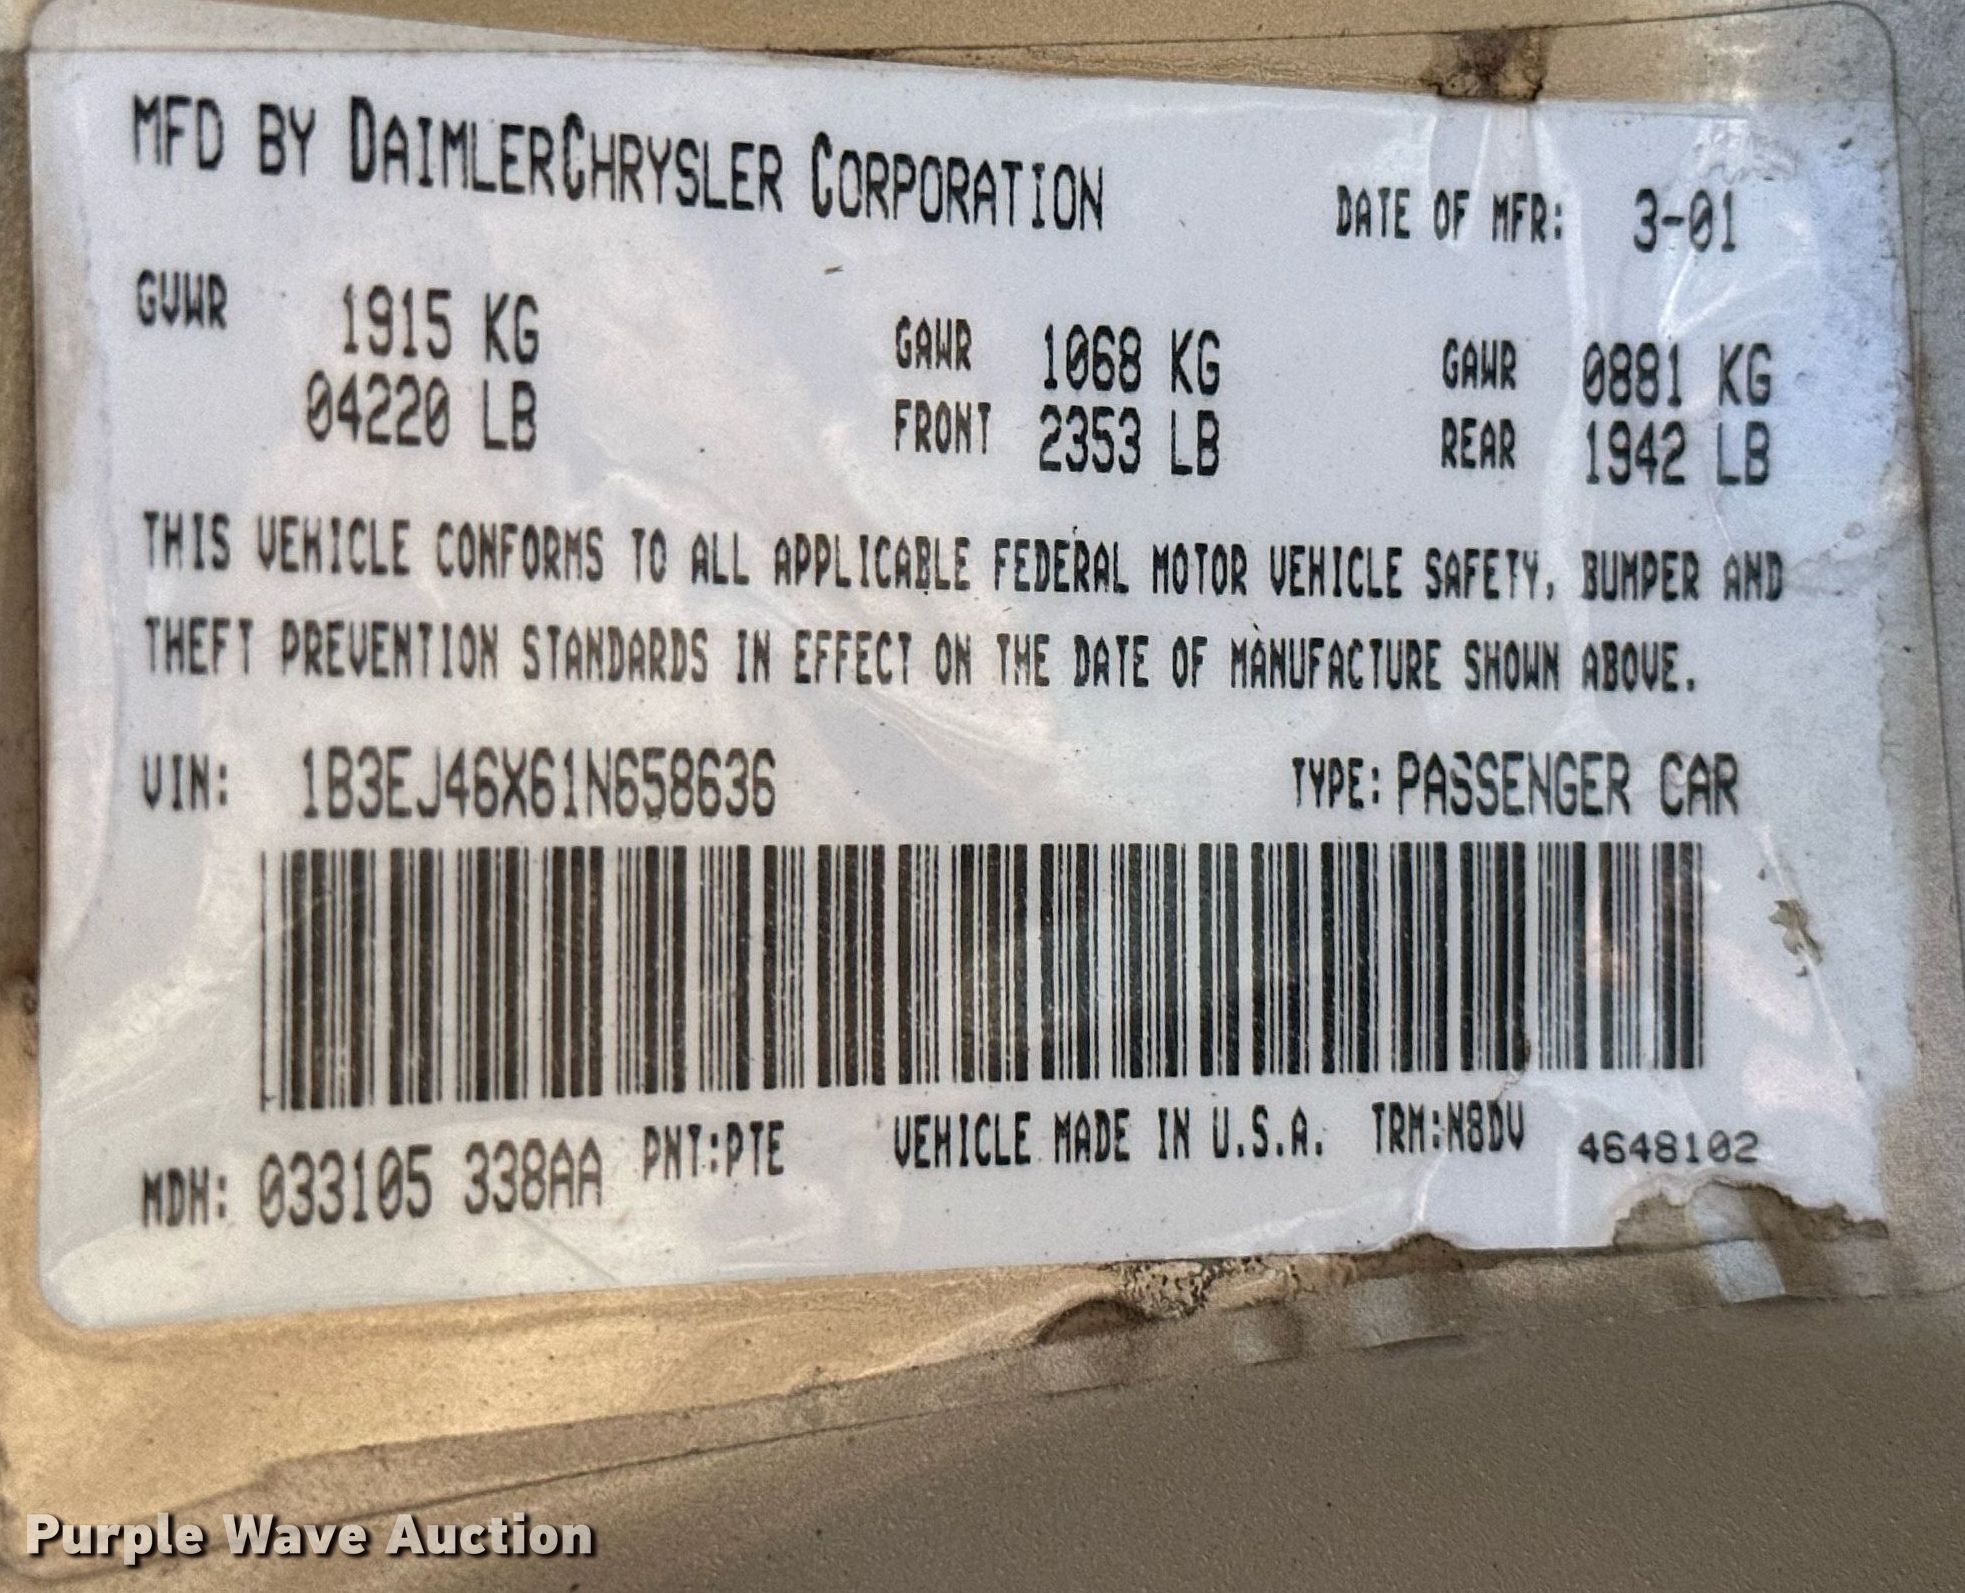 MFD BY DAIMLERCHRYSLER CORPORATION DATE OF MFR: 3-01
GVWR 1915 KG GAWR 1068 KG GAWR 0881 KG
04220 LB FRONT 2353 LB REAR 1942 LB
THIS VEHICLE CONFORMS TO ALL APPLICABLE FEDERAL MOTOR VEHICLE SAFETY, BUMPER AND
THEFT PREVENTION STANDARDS IN EFFECT ON THE DATE OF MANUFACTURE SHOWN ABOVE.
VIN: 1B3EJ46X61N658636 TYPE: PASSENGER CAR
MDH: 033105 338AA PNT:PTE VEHICLE MADE IN U.S.A. TRM:N8DV 4648102
Purple Wave Auction